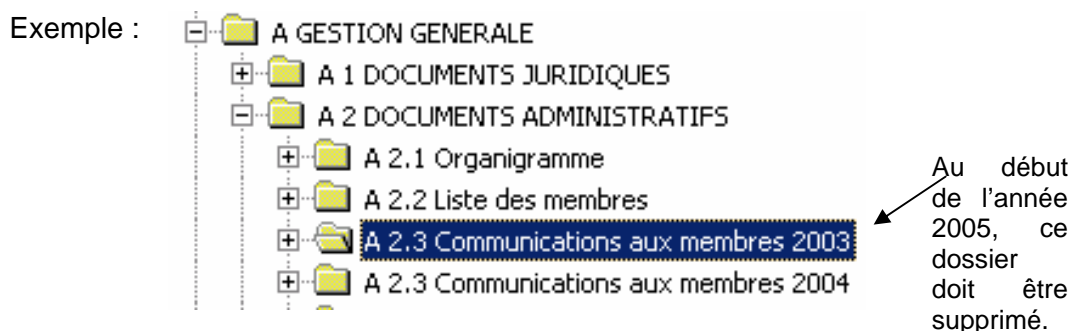 Exemple :
A GESTION GENERALE
A 1 DOCUMENTS JURIDIQUES
A 2 DOCUMENTS ADMINISTRATIFS
A 2.1 Organigramme
A 2.2 Liste des membres
A 2.3 Communications aux membres 2003
A 2.3 Communications aux membres 2004
Au début
de l’année
2005, ce
dossier
doit être
supprimé.